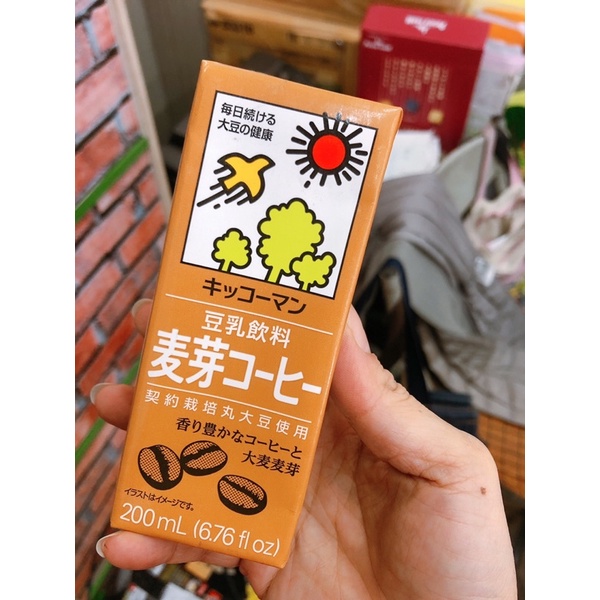 毎日続ける
大豆の健康
キッコーマン
豆乳飲料
麦芽コーヒー
契約栽培丸大豆使用
香り豊かなコーヒーと
大麦麦芽
イラストはイメージです。
200 mL (6.76 fl oz)